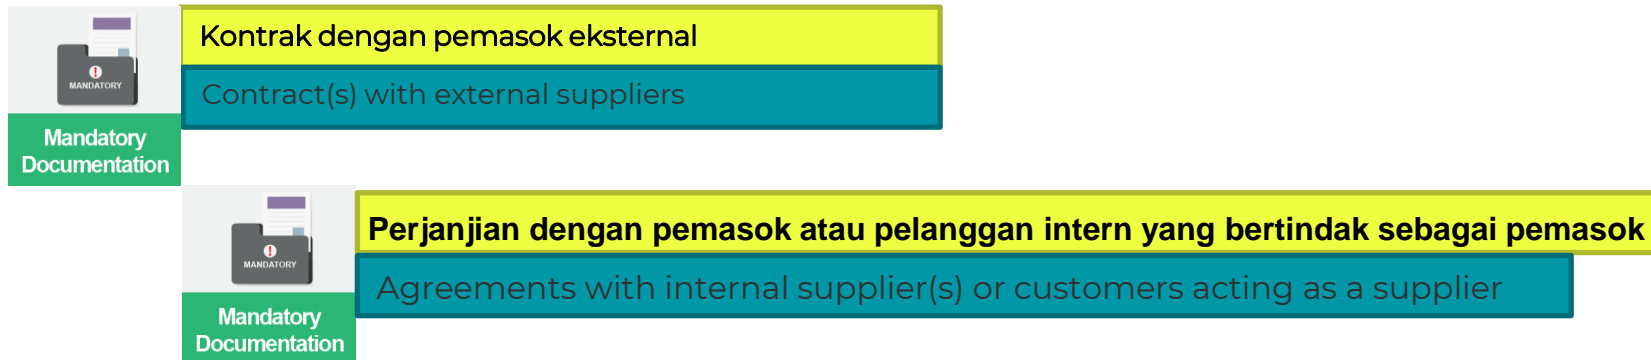 MANDATORY
Mandatory
Documentation
Kontrak dengan pemasok eksternal
Contract(s) with external suppliers
MANDATORY
Mandatory
Documentation
Perjanjian dengan pemasok atau pelanggan intern yang bertindak sebagai pemasok
Agreements with internal supplier(s) or customers acting as a supplier